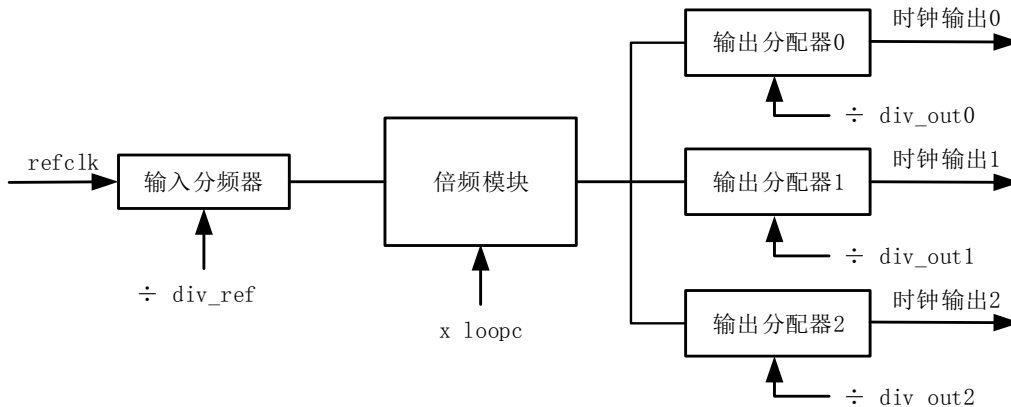 refclk
输入分频器
÷ div_ref
倍频模块
x loopc
输出分配器0
时钟输出0
÷ div_out0
输出分配器1
时钟输出1
÷ div_out1
输出分配器2
时钟输出2
÷ div_out2